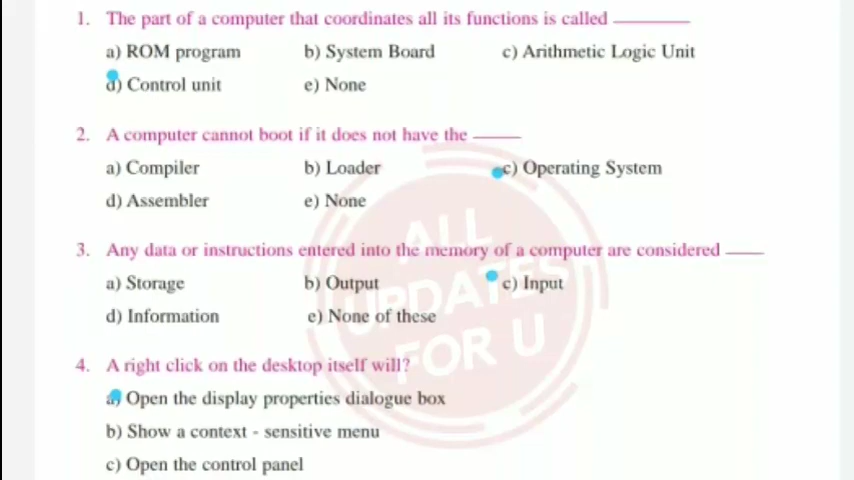 1. The part of a computer that coordinates all its functions is called ______
a) ROM program b) System Board c) Arithmetic Logic Unit
d) Control unit e) None
2. A computer cannot boot if it does not have the ______
a) Compiler b) Loader c) Operating System
d) Assembler e) None
3. Any data or instructions entered into the memory of a computer are considered ______
a) Storage b) Output c) Input
d) Information e) None of these
4. A right click on the desktop itself will?
a) Open the display properties dialogue box
b) Show a context - sensitive menu
c) Open the control panel
ALL
UPDATES
FOR U